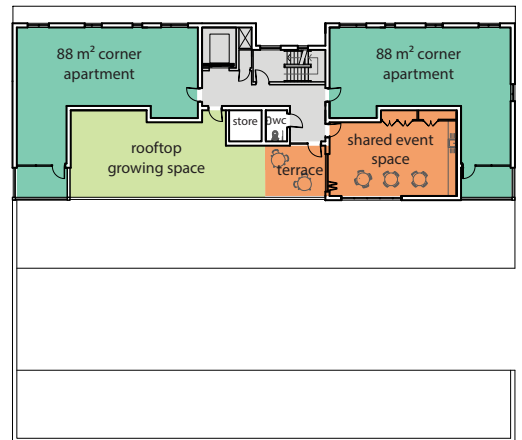 88 m² corner
apartment
88 m² corner
apartment
store
wc
rooftop
growing space
shared event
space
terrace